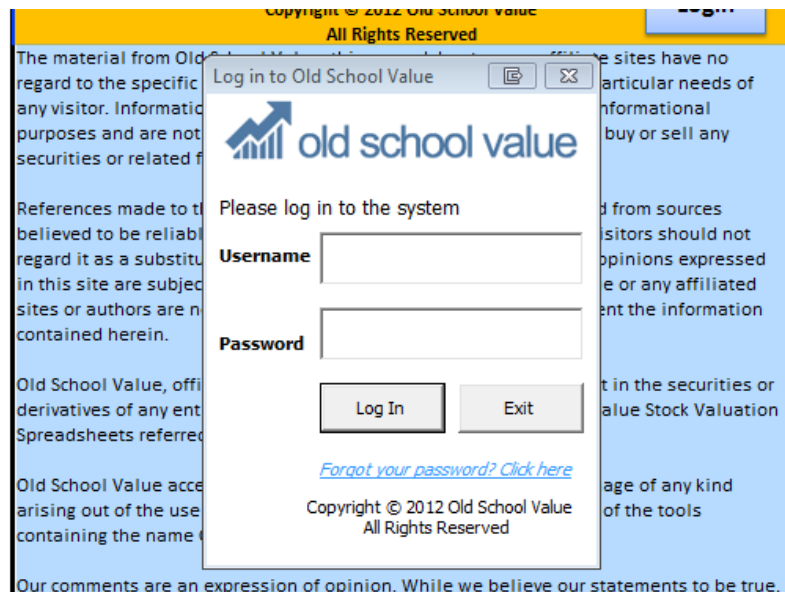 Copyright © 2012 Old School Value
Login
All Rights Reserved
The material from Old
e sites have no
regard to the specific
articular needs of
any visitor. Informatio
nformational
purposes and are not
buy or sell any
securities or related f
References made to t
d from sources
believed to be reliabl
isitors should not
regard it as a substitu
opinions expressed
in this site are subjec
e or any affiliated
sites or authors are n
ent the information
contained herein.
Old School Value, offi
t in the securities or
derivatives of any ent
alue Stock Valuation
Spreadsheets referred
Old School Value acce
age of any kind
arising out of the use
of the tools
containing the name
Our comments are an expression of opinion. While we believe our statements to be true,
Log in to Old School Value
old school value
Please log in to the system
Username
Password
Log In
Exit
Forgot your password? Click here
Copyright © 2012 Old School Value
All Rights Reserved